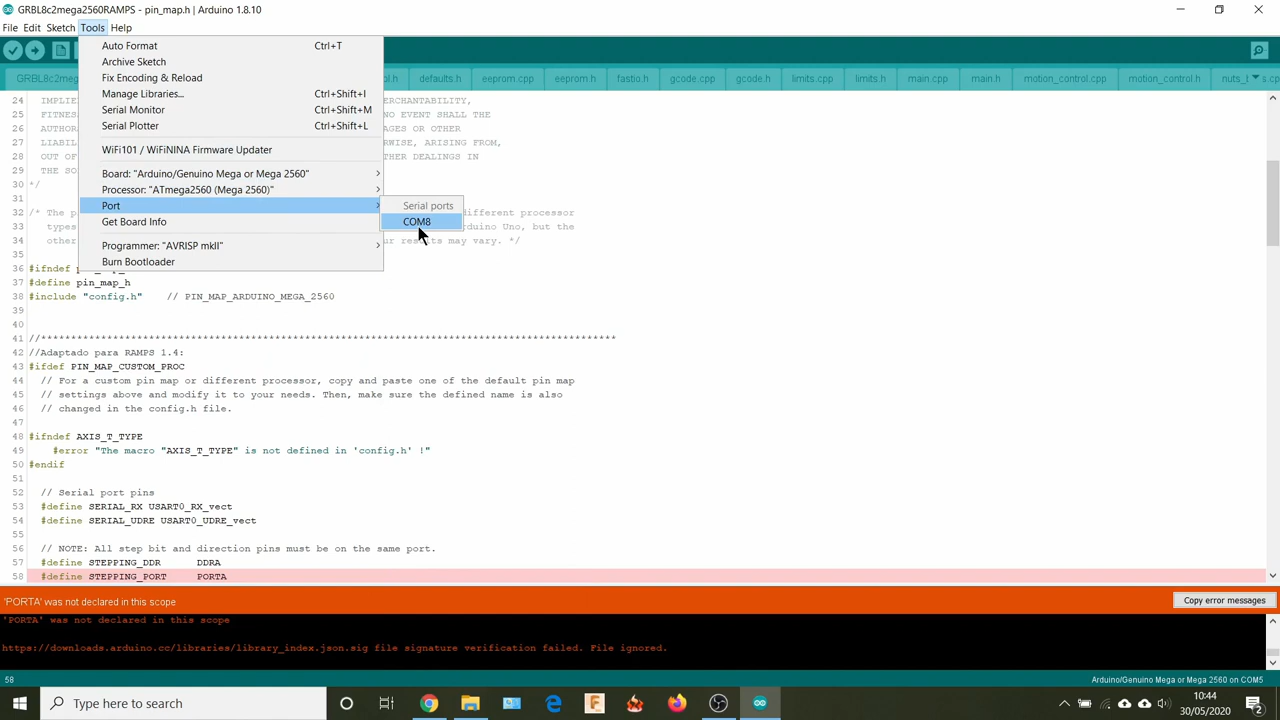 GRBL8c2mega2560RAMPS - pin_map.h | Arduino 1.8.10
File Edit Sketch Tools Help
Auto Format Ctrl+T
Archive Sketch
Fix Encoding & Reload
Manage Libraries... Ctrl+Shift+I
Serial Monitor Ctrl+Shift+M
Serial Plotter Ctrl+Shift+L
WiFi101 / WiFiNINA Firmware Updater
Board: "Arduino/Genuino Mega or Mega 2560"
Processor: "ATmega2560 (Mega 2560)"
Port
Get Board Info
Programmer: "AVRISP mkII"
Burn Bootloader
Serial ports
COM8
GRBL8c2meg ol.h defaults.h eeprom.cpp eeprom.h fastio.h gcode.cpp gcode.h limits.cpp limits.h main.cpp main.h motion_control.cpp motion_control.h nuts_t s.cp
24 IMPLIE ERCHANTABILITY,
25 FITNES NO EVENT SHALL THE
26 AUTHOR AGES OR OTHER
27 LIABIL RWISE, ARISING FROM,
28 OUT OF THER DEALINGS IN
29 THE SO
30 */
31
32 /* The p different processor
33 types rduino Uno, but the
34 other ur results may vary. */
35
36 #ifndef p
37 #define pin_map_h
38 #include "config.h" // PIN_MAP_ARDUINO_MEGA_2560
39
40
41 //**************************************************************************************************
42 //Adaptado para RAMPS 1.4:
43 #ifdef PIN_MAP_CUSTOM_PROC
44 // For a custom pin map or different processor, copy and paste one of the default pin map
45 // settings above and modify it to your needs. Then, make sure the defined name is also
46 // changed in the config.h file.
47
48 #ifndef AXIS_T_TYPE
49 #error "The macro "AXIS_T_TYPE" is not defined in 'config.h' !"
50 #endif
51
52 // Serial port pins
53 #define SERIAL_RX USART0_RX_vect
54 #define SERIAL_UDRE USART0_UDRE_vect
55
56 // NOTE: All step bit and direction pins must be on the same port.
57 #define STEPPING_DDR DDRA
58 #define STEPPING_PORT PORTA
'PORTA' was not declared in this scope
Copy error messages
'PORTA' was not declared in this scope
https://downloads.arduino.cc/libraries/library_index.json.sig file signature verification failed. File ignored.
58 Arduino/Genuino Mega or Mega 2560 on COM5
Type here to search
10:44
30/05/2020
2